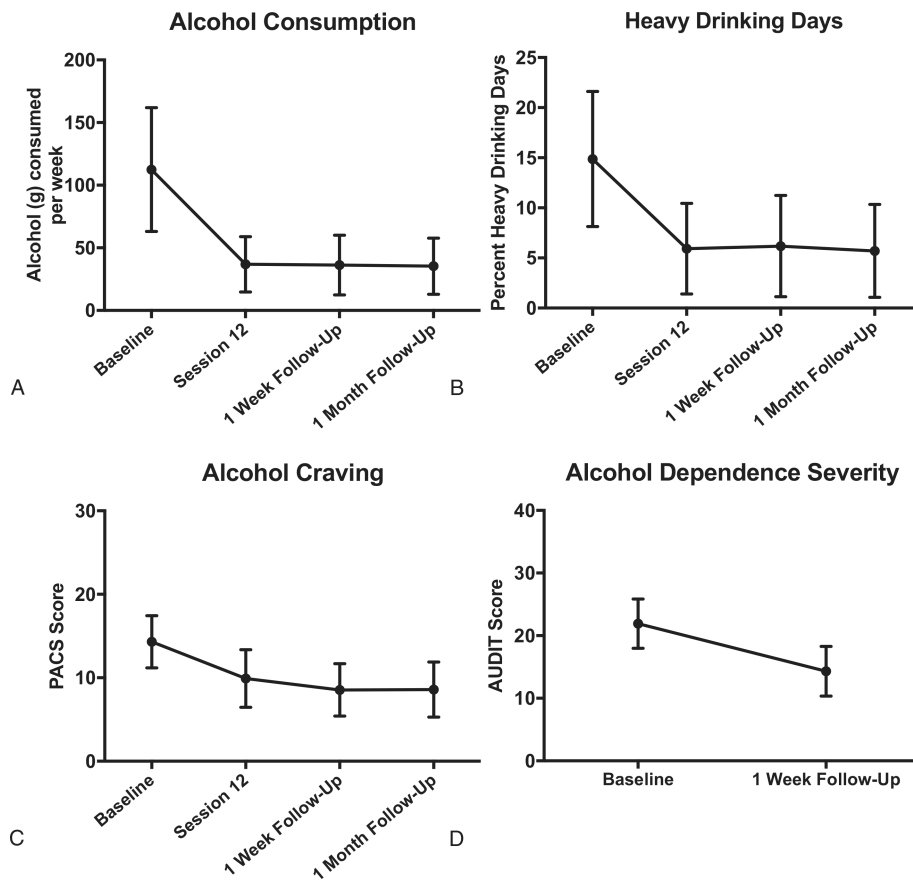 Alcohol Consumption
Alcohol (g) consumed
per week
200
150
100
50
0
Baseline
Session 12
1 Week Follow-Up
1 Month Follow-Up
A
Heavy Drinking Days
Percent Heavy Drinking Days
25
20
15
10
5
0
Baseline
Session 12
1 Week Follow-Up
1 Month Follow-Up
B
Alcohol Craving
PACS Score
30
20
10
0
Baseline
Session 12
1 Week Follow-Up
1 Month Follow-Up
C
Alcohol Dependence Severity
AUDIT Score
40
30
20
10
0
Baseline
1 Week Follow-Up
D